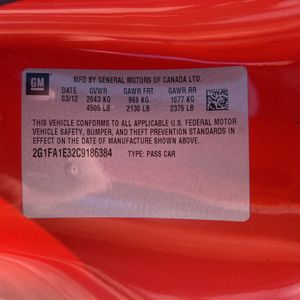 GM
MFD BY GENERAL MOTORS OF CANADA LTD.
DATE GVWR GAWR FRT GAWR RR
03/12 2043 KG 966 KG 1077 KG
4505 LB 2130 LB 2375 LB
THIS VEHICLE CONFORMS TO ALL APPLICABLE U.S. FEDERAL MOTOR
VEHICLE SAFETY, BUMPER, AND THEFT PREVENTION STANDARDS IN
EFFECT ON THE DATE OF MANUFACTURE SHOWN ABOVE.
2G1FA1E32C9186384 TYPE: PASS CAR